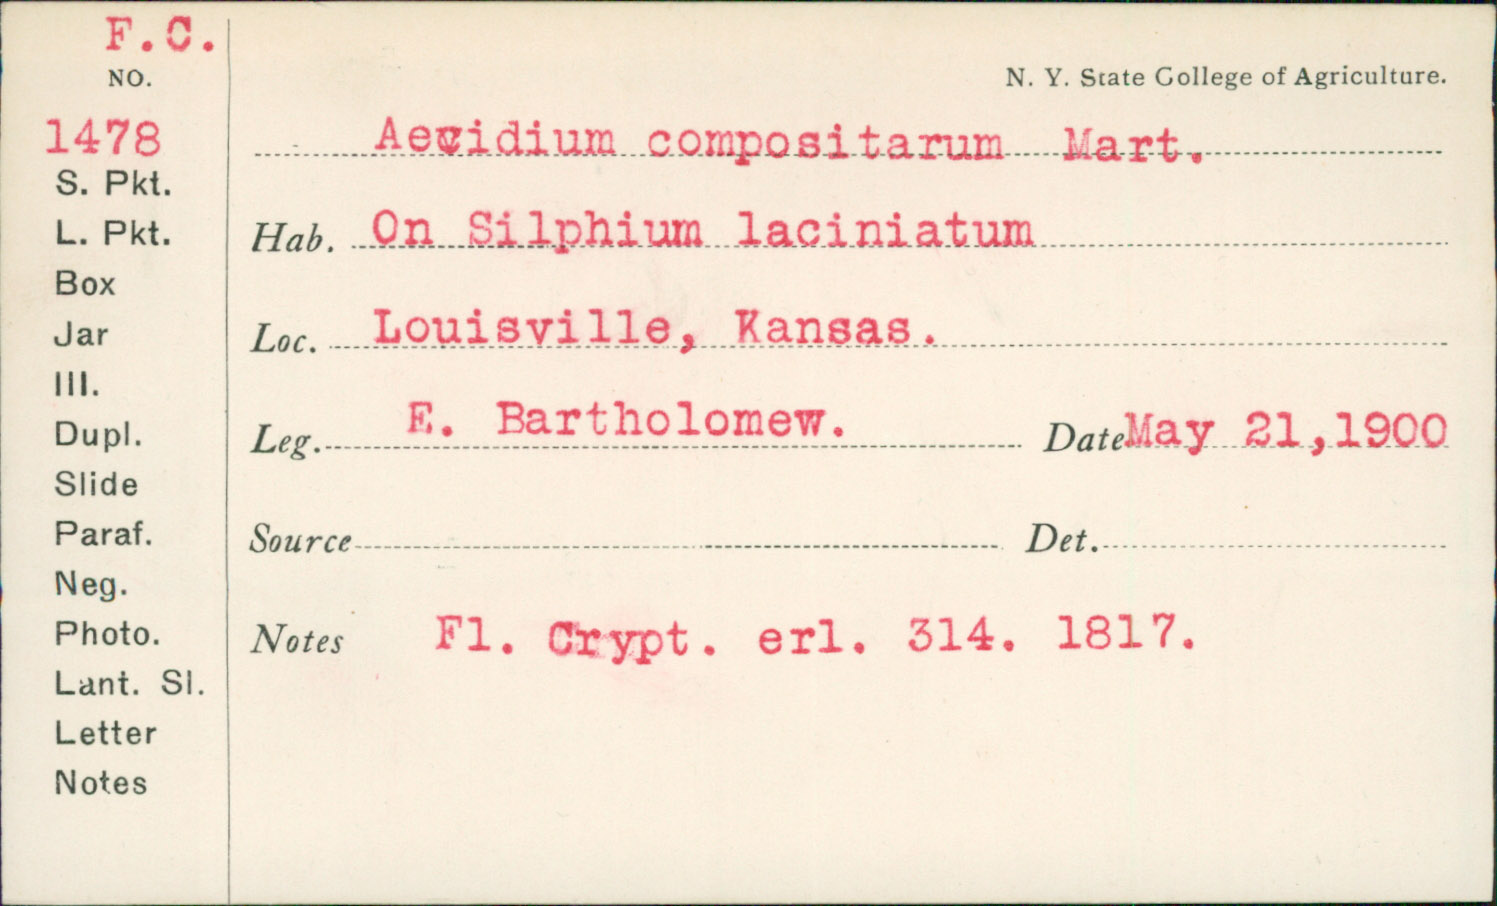 F.C.
NO.
N. Y. State College of Agriculture.
1478
Aecidium compositarum Mart.
S. Pkt.
L. Pkt.
Hab. On Silphium laciniatum
Box
Jar
Loc. Louisville, Kansas.
Ill.
Dupl.
Leg. E. Bartholomew. Date May 21,1900
Slide
Paraf.
Source Det.
Neg.
Photo.
Notes Fl. Crypt. erl. 314. 1817.
Lant. Sl.
Letter
Notes